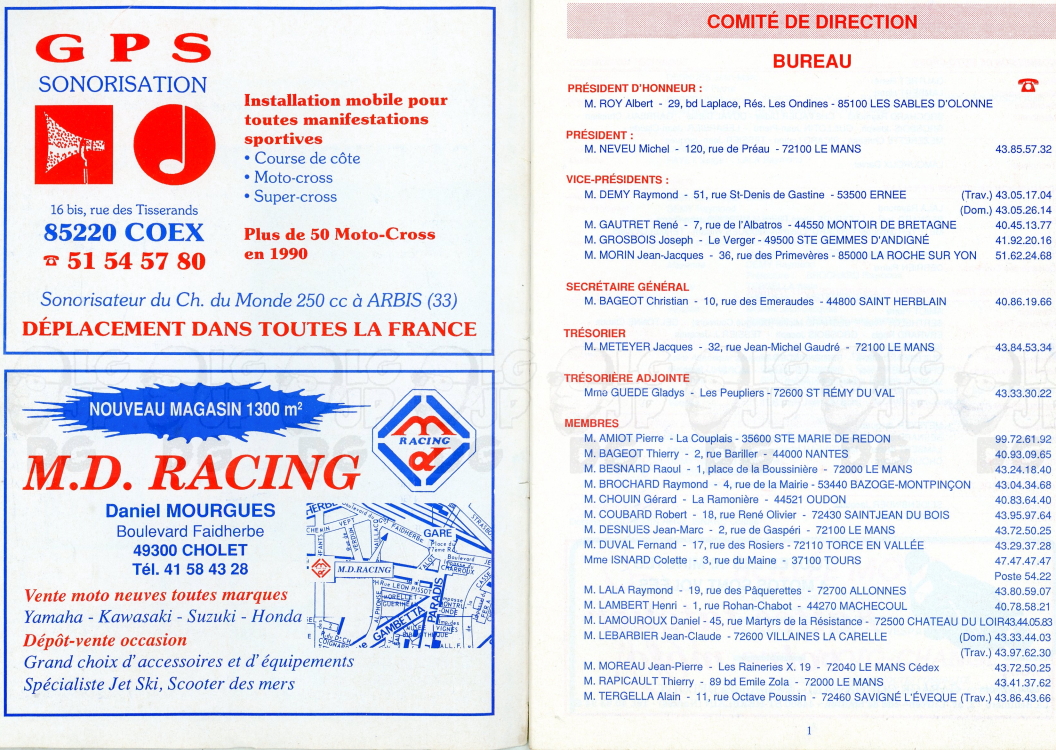 G P S
SONORISATION
Installation mobile pour
toutes manifestations
sportives
• Course de côte
• Moto-cross
• Super-cross
16 bis, rue des Tisserands
85220 COEX
☎ 51 54 57 80
Plus de 50 Moto-Cross
en 1990
Sonorisateur du Ch. du Monde 250 cc à ARBIS (33)
DÉPLACEMENT DANS TOUTES LA FRANCE
NOUVEAU MAGASIN 1300 m²
RACING
M.D. RACING
Daniel MOURGUES
Boulevard Faidherbe
49300 CHOLET
Tél. 41 58 43 28
GARE
FAIDHERBE
M.D.RACING
Rue LEON PISSOT
GAMBETTA
PARADIS
Vente moto neuves toutes marques
Yamaha - Kawasaki - Suzuki - Honda
Dépôt-vente occasion
Grand choix d'accessoires et d'équipements
Spécialiste Jet Ski, Scooter des mers
COMITÉ DE DIRECTION
BUREAU
PRÉSIDENT D'HONNEUR : ☎
M. ROY Albert - 29, bd Laplace, Rés. Les Ondines - 85100 LES SABLES D'OLONNE
PRÉSIDENT :
M. NEVEU Michel - 120, rue de Préau - 72100 LE MANS 43.85.57.32
VICE-PRÉSIDENTS :
M. DEMY Raymond - 51, rue St-Denis de Gastine - 53500 ERNEE (Trav.) 43.05.17.04
(Dom.) 43.05.26.14
M. GAUTRET René - 7, rue de l'Albatros - 44550 MONTOIR DE BRETAGNE 40.45.13.77
M. GROSBOIS Joseph - Le Verger - 49500 STE GEMMES D'ANDIGNÉ 41.92.20.16
M. MORIN Jean-Jacques - 36, rue des Primevères - 85000 LA ROCHE SUR YON 51.62.24.68
SECRÉTAIRE GÉNÉRAL
M. BAGEOT Christian - 10, rue des Emeraudes - 44800 SAINT HERBLAIN 40.86.19.66
TRÉSORIER
M. METEYER Jacques - 32, rue Jean-Michel Gaudré - 72100 LE MANS 43.84.53.34
TRÉSORIÈRE ADJOINTE
Mme GUEDE Gladys - Les Peupliers - 72600 ST RÉMY DU VAL 43.33.30.22
MEMBRES
M. AMIOT Pierre - La Couplais - 35600 STE MARIE DE REDON 99.72.61.92
M. BAGEOT Thierry - 2, rue Bariller - 44000 NANTES 40.93.09.65
M. BESNARD Raoul - 1, place de la Boussinière - 72000 LE MANS 43.24.18.40
M. BROCHARD Raymond - 4, rue de la Mairie - 53440 BAZOGE-MONTPINÇON 43.04.34.68
M. CHOUIN Gérard - La Ramonière - 44521 OUDON 40.83.64.40
M. COUBARD Robert - 18, rue René Olivier - 72430 SAINTJEAN DU BOIS 43.95.97.64
M. DESNUES Jean-Marc - 2, rue de Gaspéri - 72100 LE MANS 43.72.50.25
M. DUVAL Fernand - 17, rue des Rosiers - 72110 TORCE EN VALLÉE 43.29.37.28
Mme ISNARD Colette - 3, rue du Maine - 37100 TOURS 47.47.47.47
Poste 54.22
M. LALA Raymond - 19, rue des Pâquerettes - 72700 ALLONNES 43.80.59.07
M. LAMBERT Henri - 1, rue Rohan-Chabot - 44270 MACHECOUL 40.78.58.21
M. LAMOUROUX Daniel - 45, rue Martyrs de la Résistance - 72500 CHATEAU DU LOIR43.44.05.83
M. LEBARBIER Jean-Claude - 72600 VILLAINES LA CARELLE (Dom.) 43.33.44.03
(Trav.) 43.97.62.30
M. MOREAU Jean-Pierre - Les Raineries X. 19 - 72040 LE MANS Cédex 43.72.50.25
M. RAPICAULT Thierry - 89 bd Emile Zola - 72000 LE MANS 43.41.37.62
M. TERGELLA Alain - 11, rue Octave Poussin - 72460 SAVIGNÉ L'ÉVEQUE (Trav.) 43.86.43.66
1